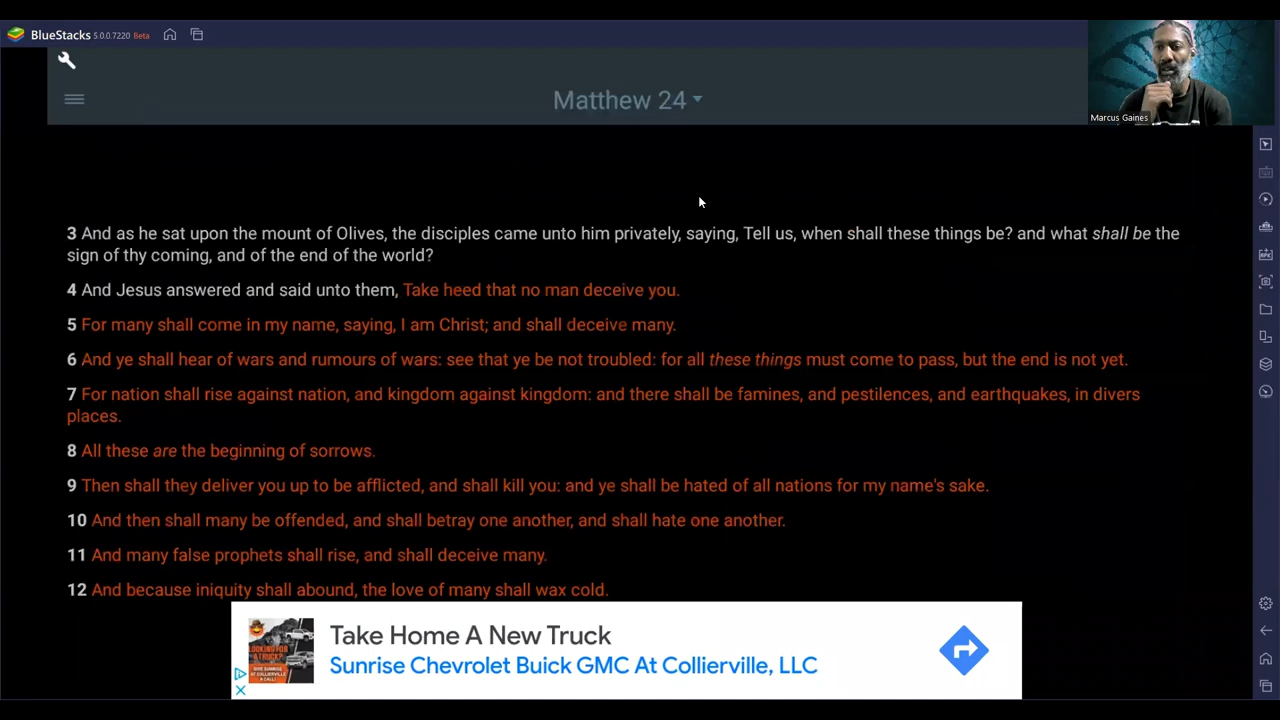 BlueStacks 5.0.0.7220 Beta
Matthew 24
Marcus Gaines
3 And as he sat upon the mount of Olives, the disciples came unto him privately, saying, Tell us, when shall these things be? and what shall be the
sign of thy coming, and of the end of the world?
4 And Jesus answered and said unto them, Take heed that no man deceive you.
5 For many shall come in my name, saying, I am Christ; and shall deceive many.
6 And ye shall hear of wars and rumours of wars: see that ye be not troubled: for all these things must come to pass, but the end is not yet.
7 For nation shall rise against nation, and kingdom against kingdom: and there shall be famines, and pestilences, and earthquakes, in divers
places.
8 All these are the beginning of sorrows.
9 Then shall they deliver you up to be afflicted, and shall kill you: and ye shall be hated of all nations for my name's sake.
10 And then shall many be offended, and shall betray one another, and shall hate one another.
11 And many false prophets shall rise, and shall deceive many.
12 And because iniquity shall abound, the love of many shall wax cold.
LOOKING FOR
A TRUCK?
GIVE SUNRISE
AT COLLIERVILLE
A CALL!
Take Home A New Truck
Sunrise Chevrolet Buick GMC At Collierville, LLC